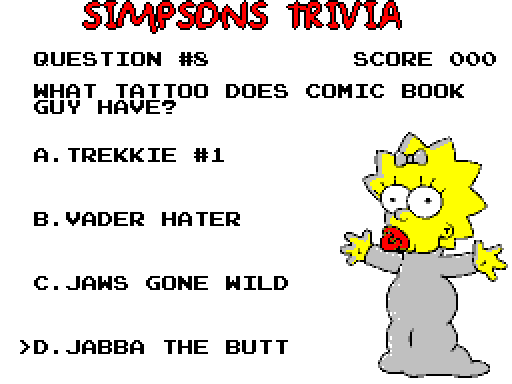 SIMPSONS TRIVIA
QUESTION #8 SCORE 000
WHAT TATTOO DOES COMIC BOOK
GUY HAVE?
A.TREKKIE #1
B.VADER HATER
C.JAWS GONE WILD
>D.JABBA THE BUTT